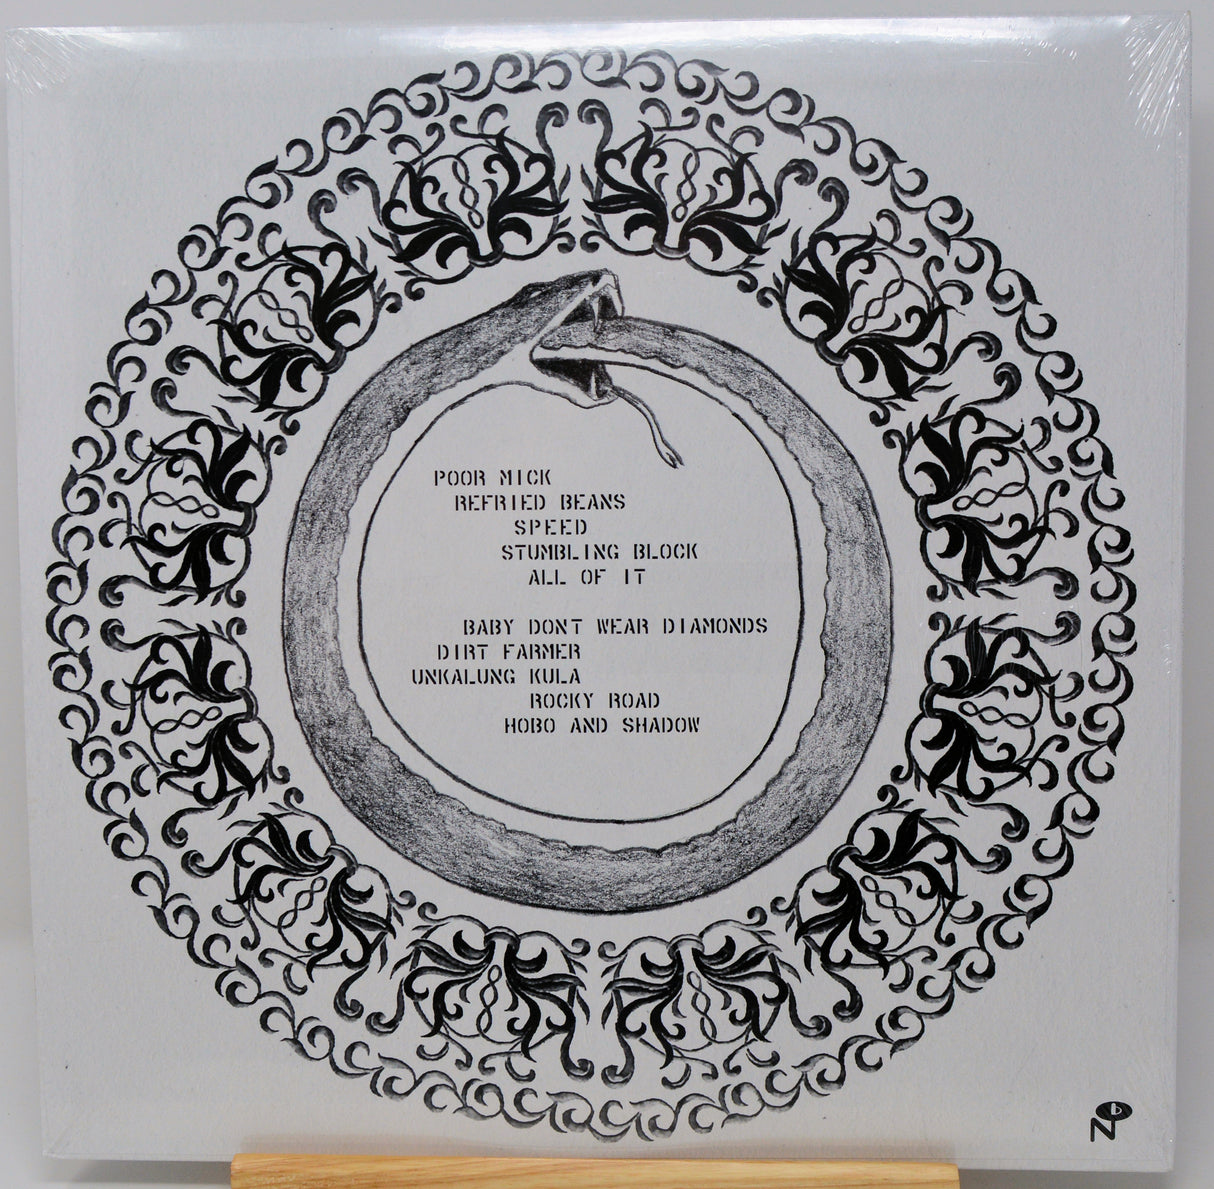 POOR MICK
REFRIED BEANS
SPEED
STUMBLING BLOCK
ALL OF IT
BABY DONT WEAR DIAMONDS
DIRT FARMER
UNKALUNG KULA
ROCKY ROAD
HOBO AND SHADOW